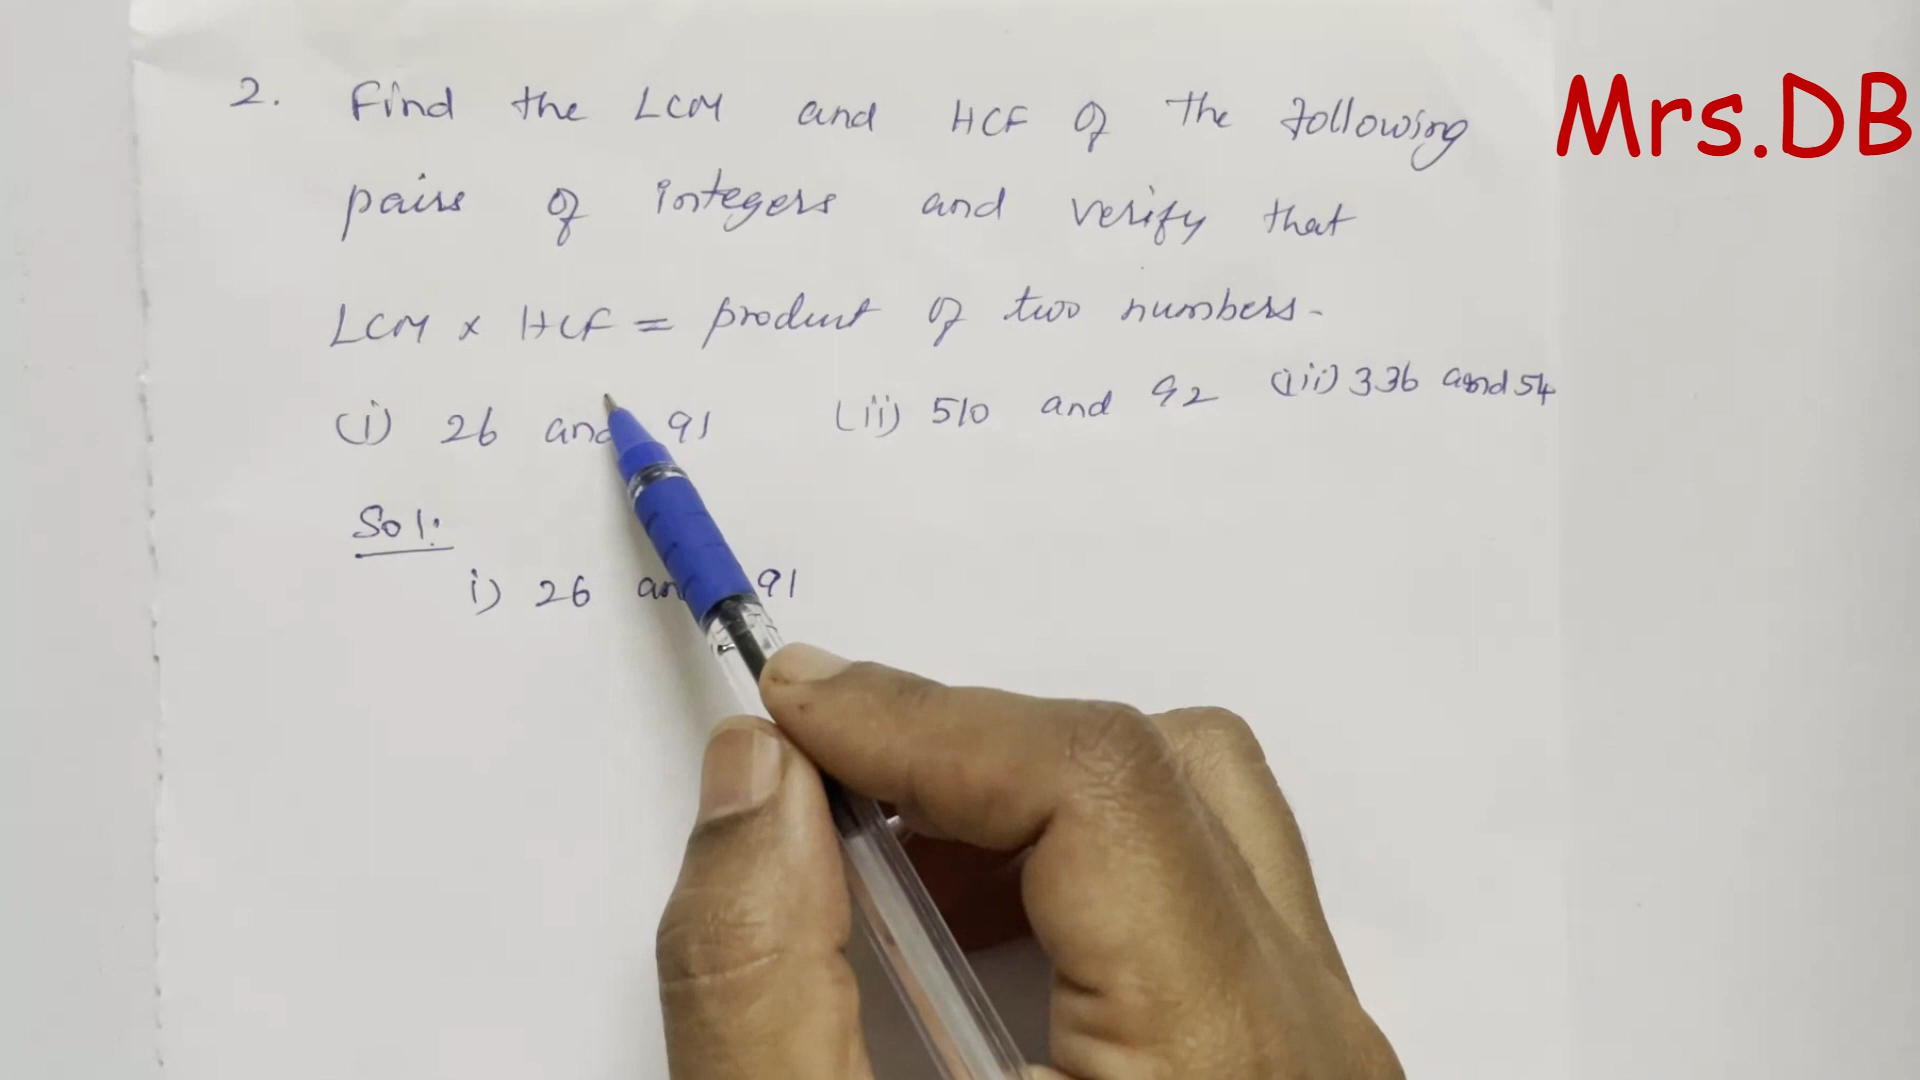 2. Find the LCM and HCF of the following
Mrs.DB
pairs of integers and verify that
LCM x HCF = product of two numbers.
(i) 26 and 91 (ii) 510 and 92 (iii) 336 and 54
Sol:
i) 26 and 91